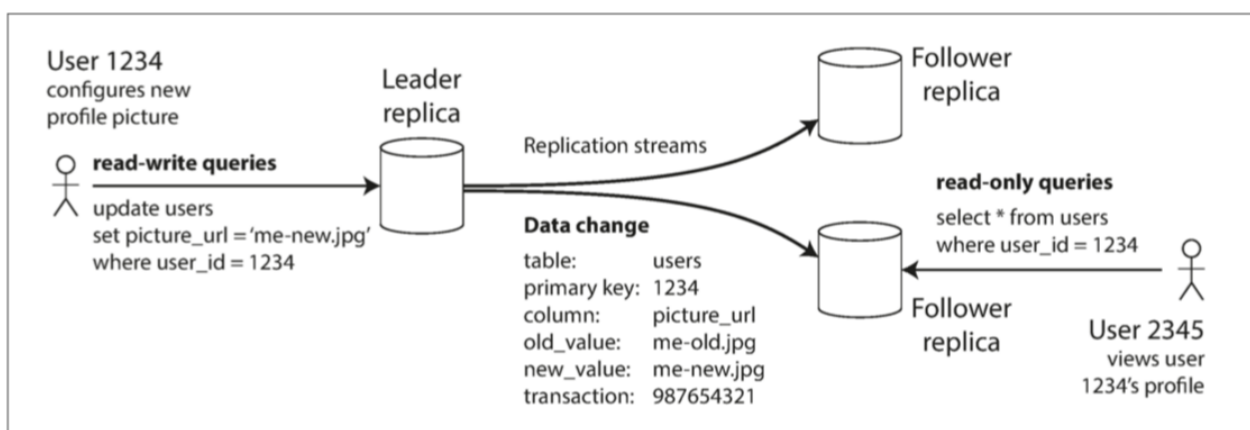 User 1234
configures new
profile picture
read-write queries
update users
set picture_url = ‘me-new.jpg’
where user_id = 1234
Leader
replica
Replication streams
Data change
table: users
primary key: 1234
column: picture_url
old_value: me-old.jpg
new_value: me-new.jpg
transaction: 987654321
Follower
replica
read-only queries
select * from users
where user_id = 1234
Follower
replica
User 2345
views user
1234’s profile